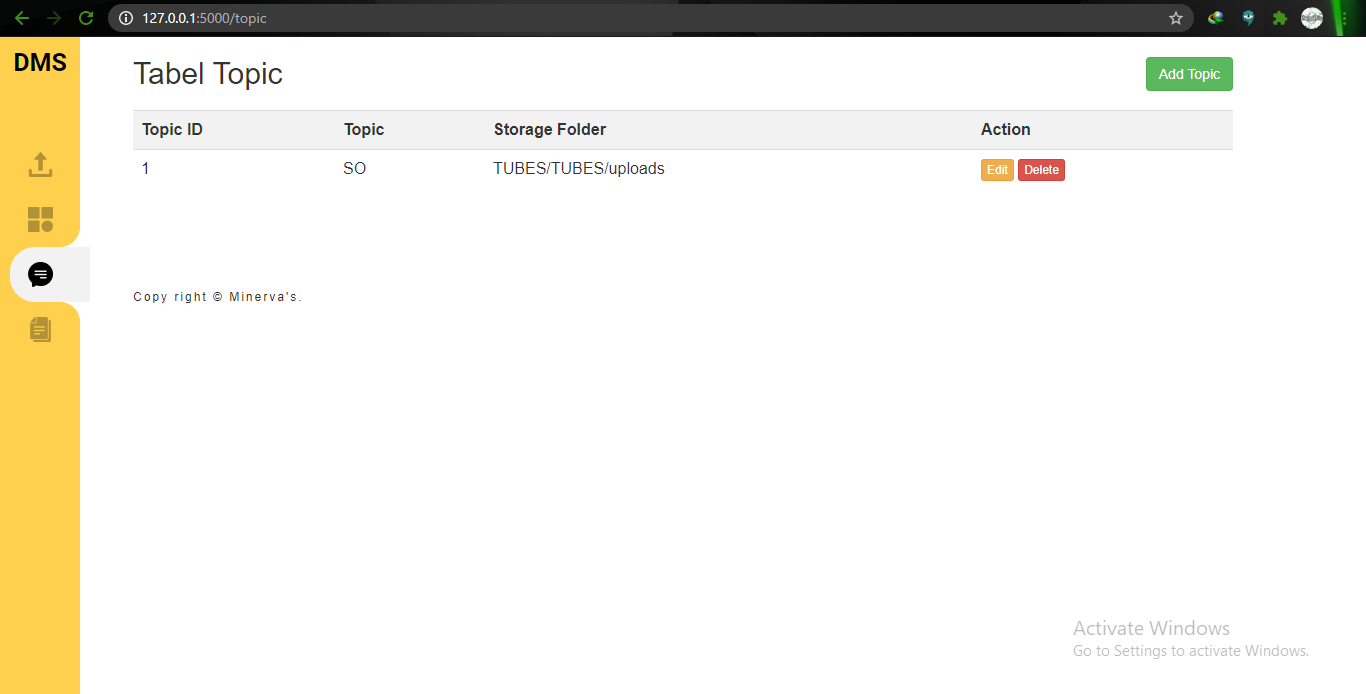 127.0.0.1:5000/topic
DMS
Tabel Topic
Add Topic
Topic ID Topic Storage Folder Action
1 SO TUBES/TUBES/uploads Edit Delete
Copy right © Minerva's.
Activate Windows
Go to Settings to activate Windows.